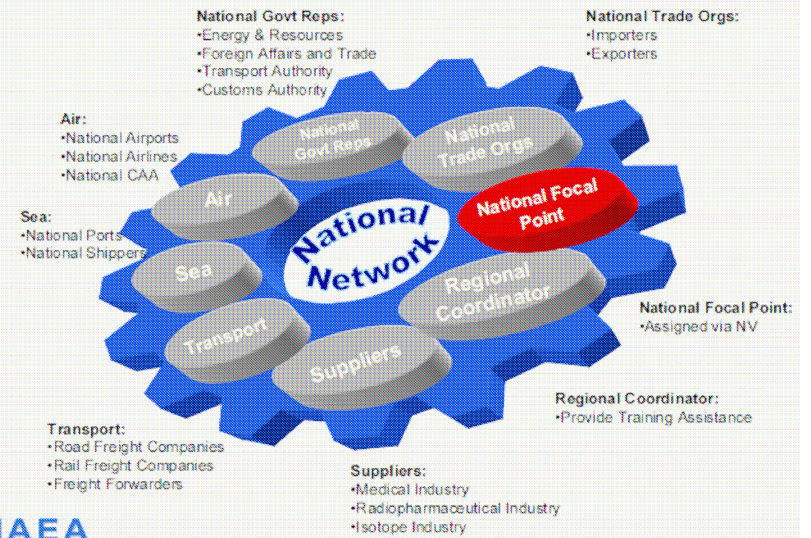 National Govt Reps:
•Energy & Resources
•Foreign Affairs and Trade
•Transport Authority
•Customs Authority
National Trade Orgs:
•Importers
•Exporters
Air:
•National Airports
•National Airlines
•National CAA
Sea:
•National Ports
•National Shippers
National
Govt Reps
National
Trade Orgs
Air
National Focal
Point
National
Network
Sea
Regional
Coordinator
Transport
Suppliers
National Focal Point:
•Assigned via NV
Regional Coordinator:
•Provide Training Assistance
Transport:
•Road Freight Companies
•Rail Freight Companies
•Freight Forwarders
Suppliers:
•Medical Industry
•Radiopharmaceutical Industry
•Isotope Industry
IAEA